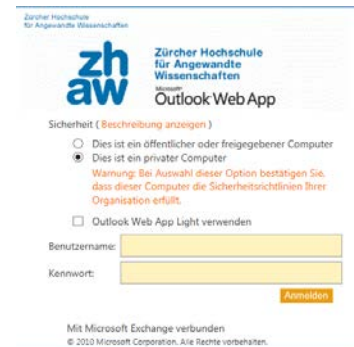 Zürcher Hochschule
für Angewandte Wissenschaften
zh
aw
Zürcher Hochschule
für Angewandte
Wissenschaften
Microsoft®
Outlook Web App
Sicherheit ( Beschreibung anzeigen )
Dies ist ein öffentlicher oder freigegebener Computer
Dies ist ein privater Computer
Warnung: Bei Auswahl dieser Option bestätigen Sie,
dass dieser Computer die Sicherheitsrichtlinien Ihrer
Organisation erfüllt.
Outlook Web App Light verwenden
Benutzername:
Kennwort:
Anmelden
Mit Microsoft Exchange verbunden
© 2010 Microsoft Corporation. Alle Rechte vorbehalten.